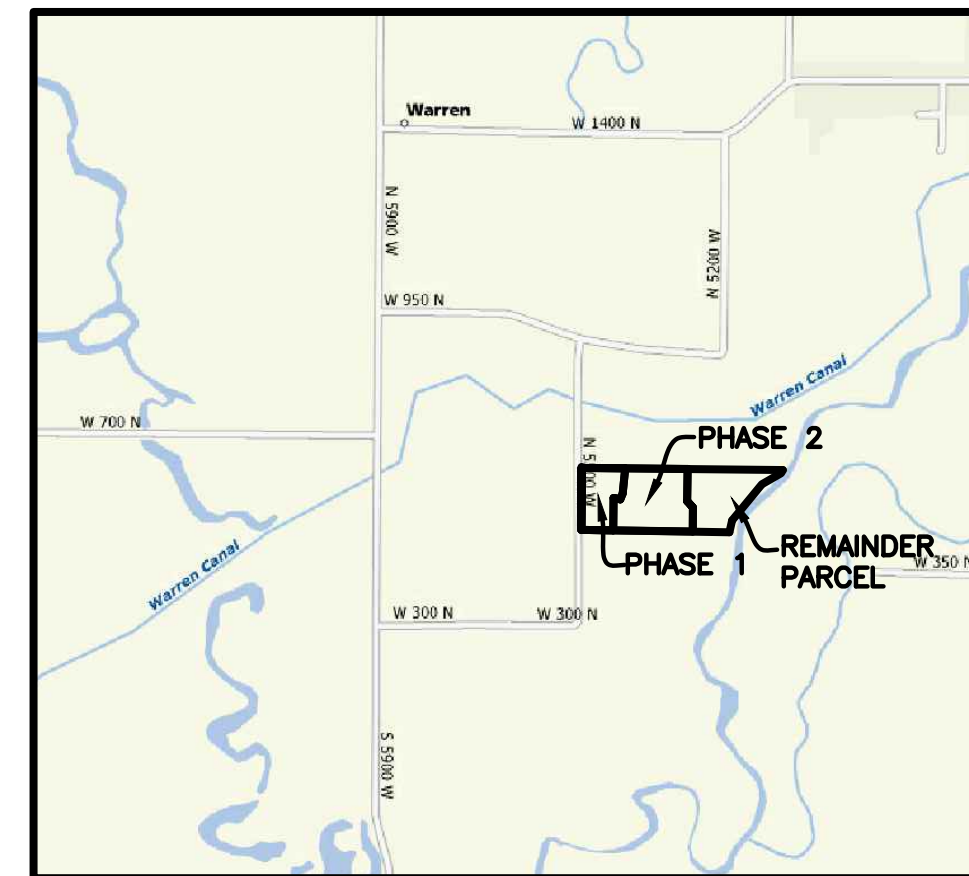 Warren
W 1400 N
N 5900 W
N 5200 W
W 950 N
Warren Canal
W 700 N
PHASE 2
PHASE 1
REMAINDER
PARCEL
W 350 N
Warren Canal
W 300 N
W 300 N
S 5900 W